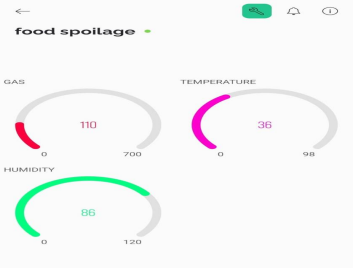 food spoilage
GAS
110
0 700
TEMPERATURE
36
0 98
HUMIDITY
86
0 120